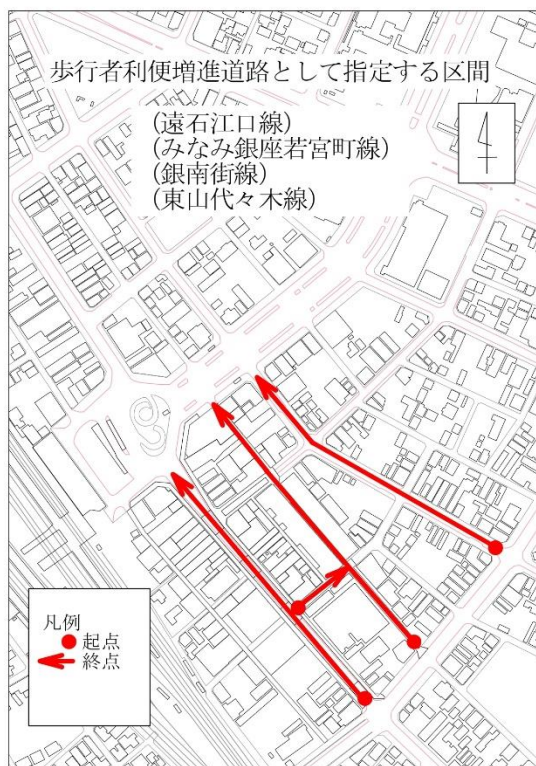 歩行者利便増進道路として指定する区間
(遠石江口線)
(みなみ銀座若宮町線)
(銀南街線)
(東山代々木線)
凡例
起点
終点